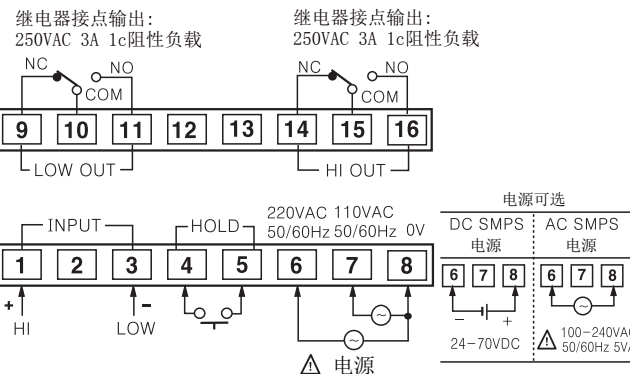 继电器接点输出:
250VAC 3A 1c阻性负载
继电器接点输出:
250VAC 3A 1c阻性负载
NC NO
COM
NC NO
COM
9 10 11 12 13 14 15 16
LOW OUT
HI OUT
INPUT
HOLD
220VAC 110VAC
50/60Hz 50/60Hz 0V
1 2 3 4 5 6 7 8
+ -
HI LOW
~
~
⚠ 电源
电源可选
DC SMPS
电源
6 7 8
- +
24-70VDC
AC SMPS
电源
6 7 8
~
⚠ 100-240VAC
50/60Hz 5VA